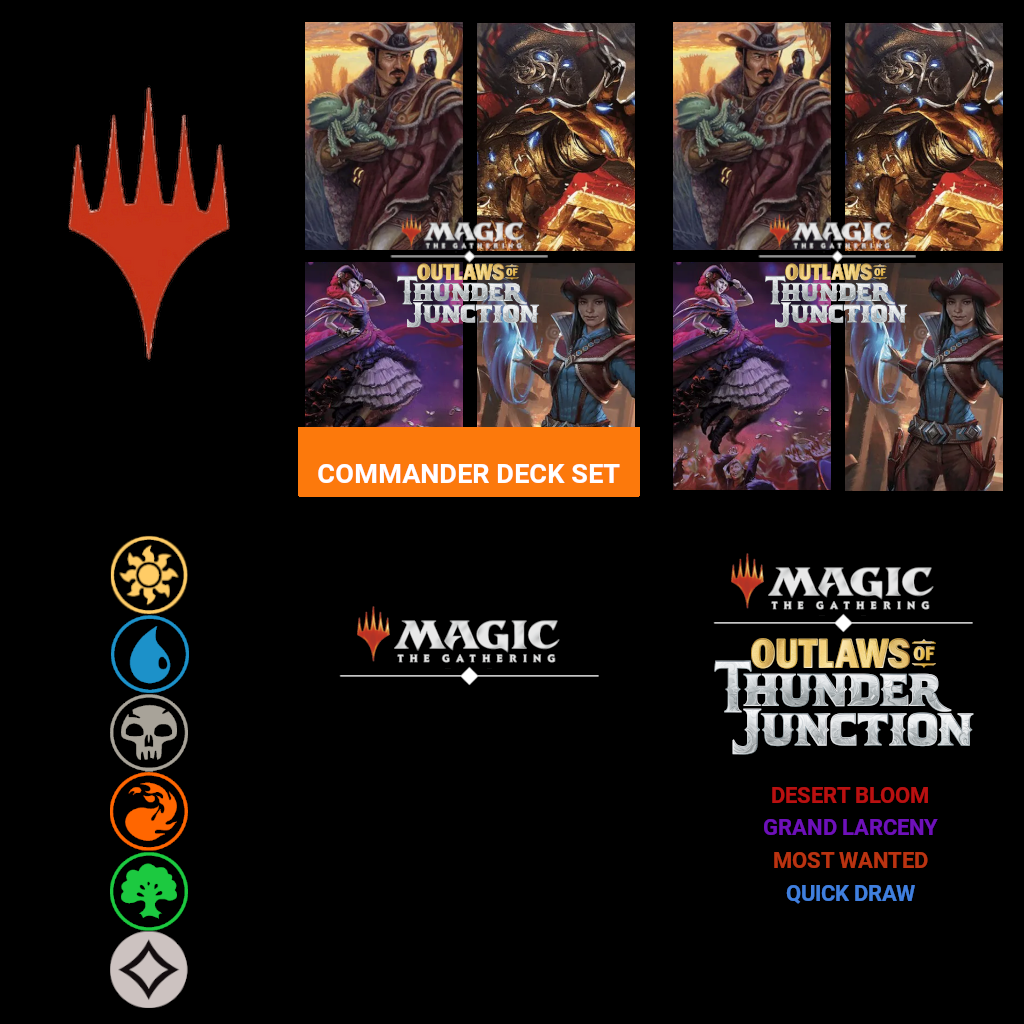 MAGIC
THE GATHERING
OUTLAWS OF
THUNDER
JUNCTION
COMMANDER DECK SET
MAGIC
THE GATHERING
OUTLAWS OF
THUNDER
JUNCTION
MAGIC
THE GATHERING
MAGIC
THE GATHERING
OUTLAWS OF
THUNDER
JUNCTION
DESERT BLOOM
GRAND LARCENY
MOST WANTED
QUICK DRAW